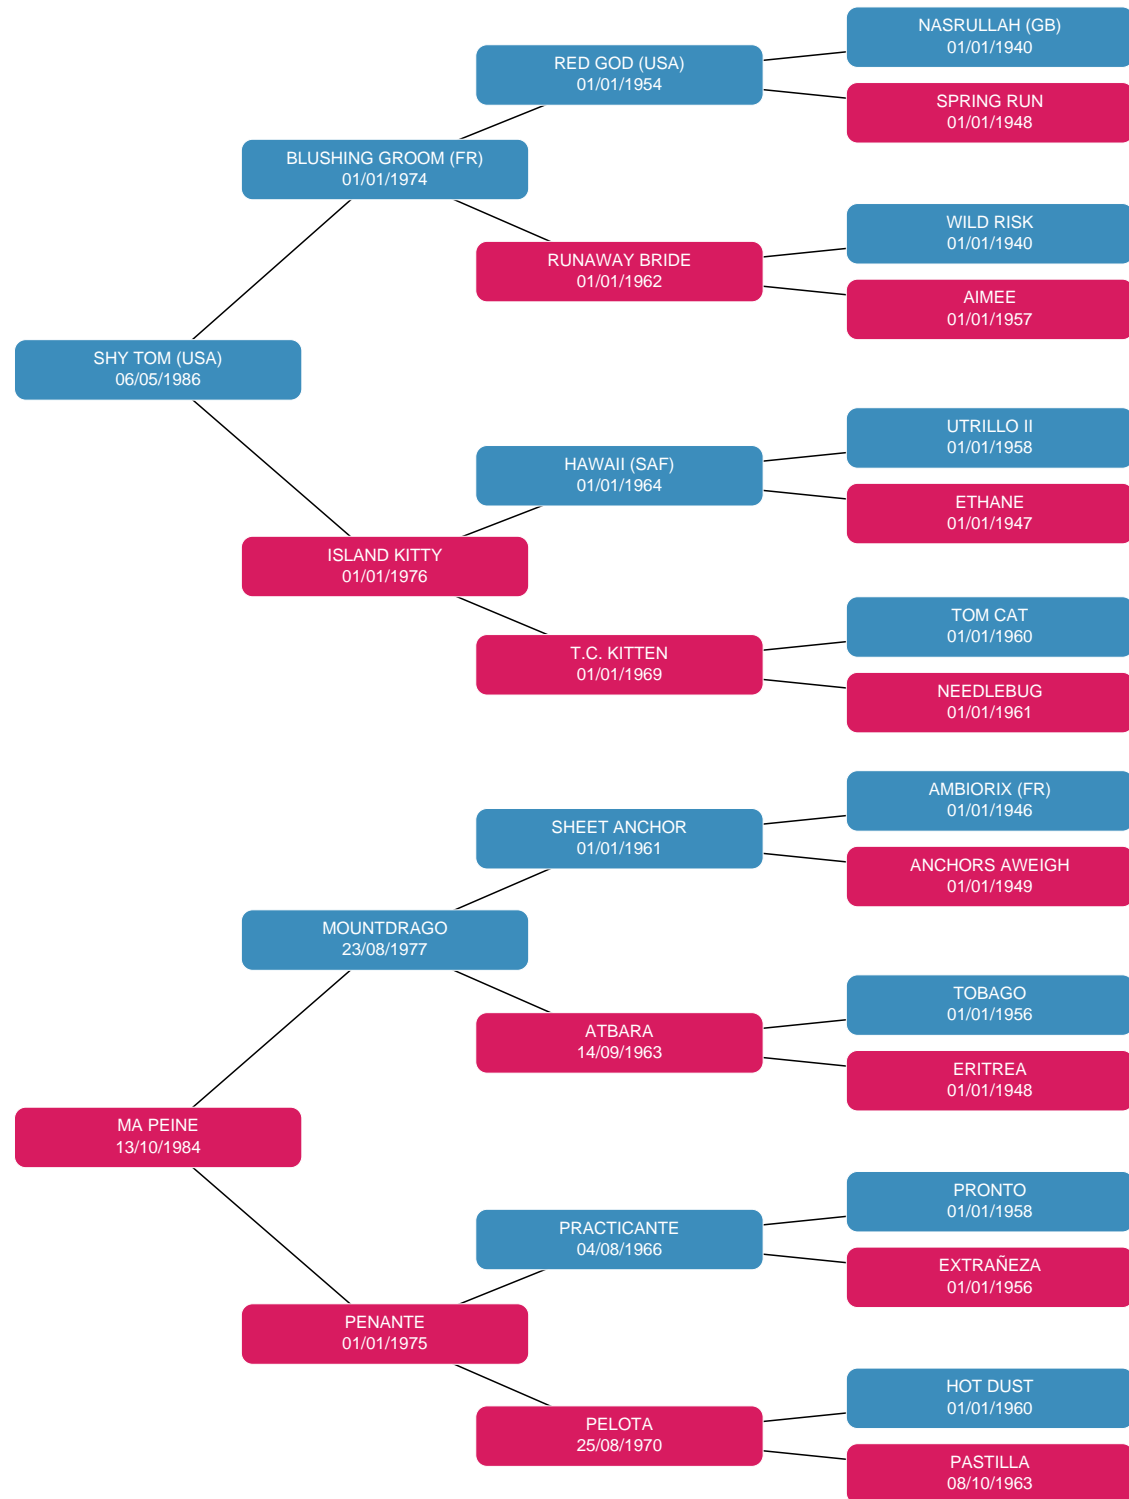 NASRULLAH (GB)
01/01/1940
RED GOD (USA)
01/01/1954
SPRING RUN
01/01/1948
BLUSHING GROOM (FR)
01/01/1974
WILD RISK
01/01/1940
RUNAWAY BRIDE
01/01/1962
AIMEE
01/01/1957
SHY TOM (USA)
06/05/1986
UTRILLO II
01/01/1958
HAWAII (SAF)
01/01/1964
ETHANE
01/01/1947
ISLAND KITTY
01/01/1976
TOM CAT
01/01/1960
T.C. KITTEN
01/01/1969
NEEDLEBUG
01/01/1961
AMBIORIX (FR)
01/01/1946
SHEET ANCHOR
01/01/1961
ANCHORS AWEIGH
01/01/1949
MOUNTDRAGO
23/08/1977
TOBAGO
01/01/1956
ATBARA
14/09/1963
ERITREA
01/01/1948
MA PEINE
13/10/1984
PRONTO
01/01/1958
PRACTICANTE
04/08/1966
EXTRAÑEZA
01/01/1956
PENANTE
01/01/1975
HOT DUST
01/01/1960
PELOTA
25/08/1970
PASTILLA
08/10/1963